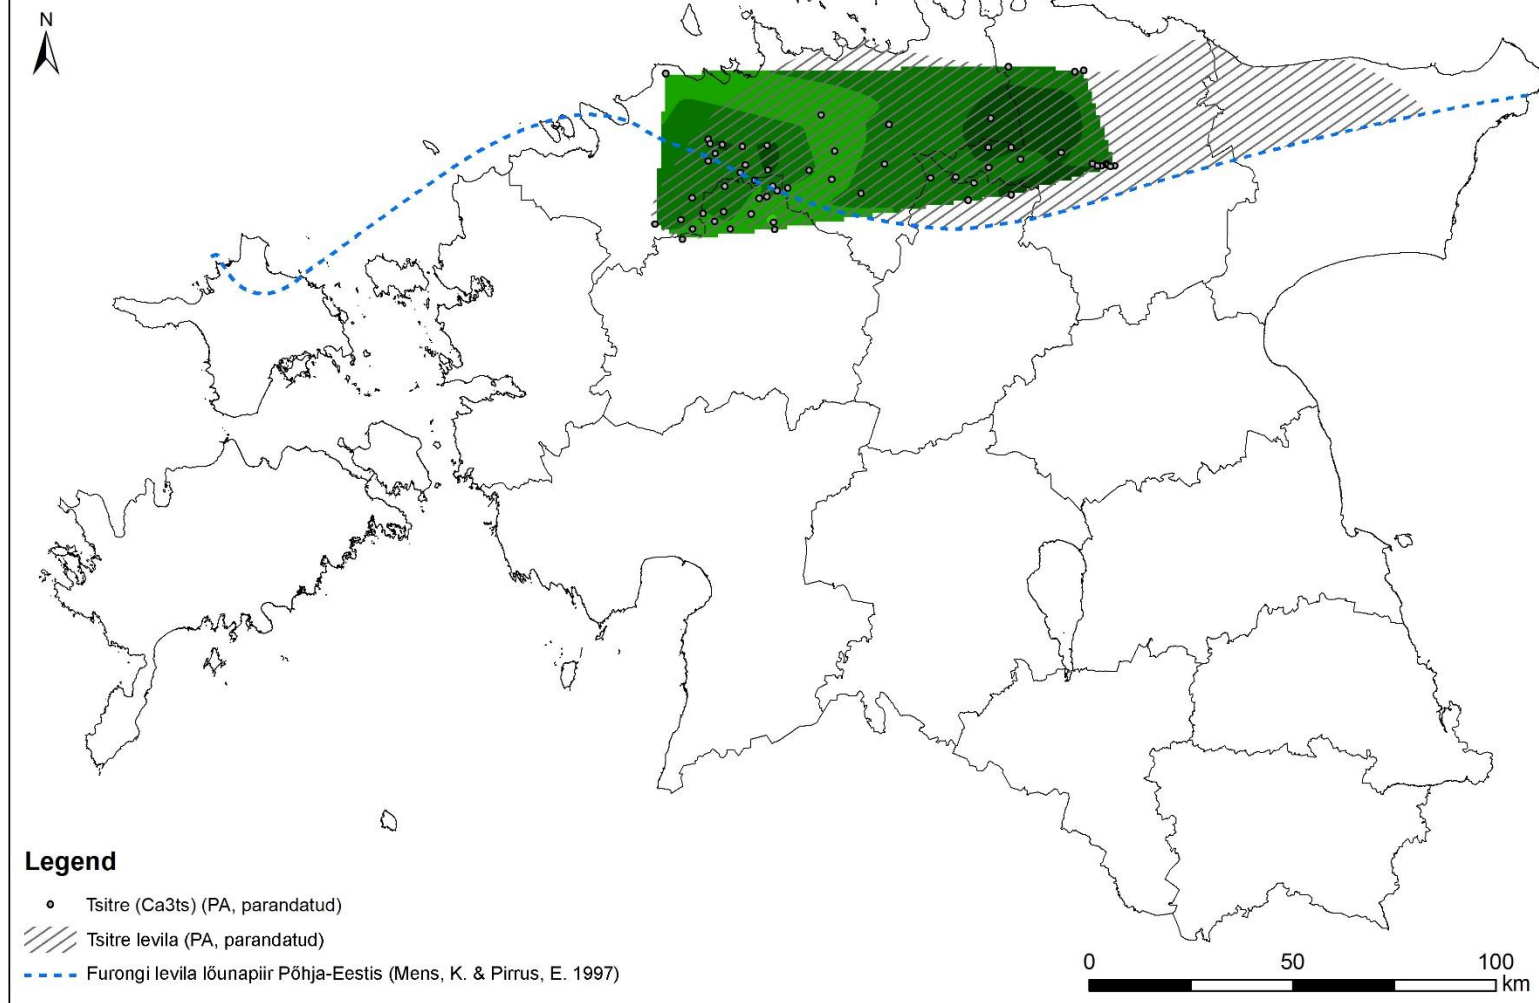 N
Legend
Tsitre (Ca3ts) (PA, parandatud)
Tsitre levila (PA, parandatud)
Furongi levila lõunapiir Põhja-Eestis (Mens, K. & Pirrus, E. 1997)
0 50 100
km